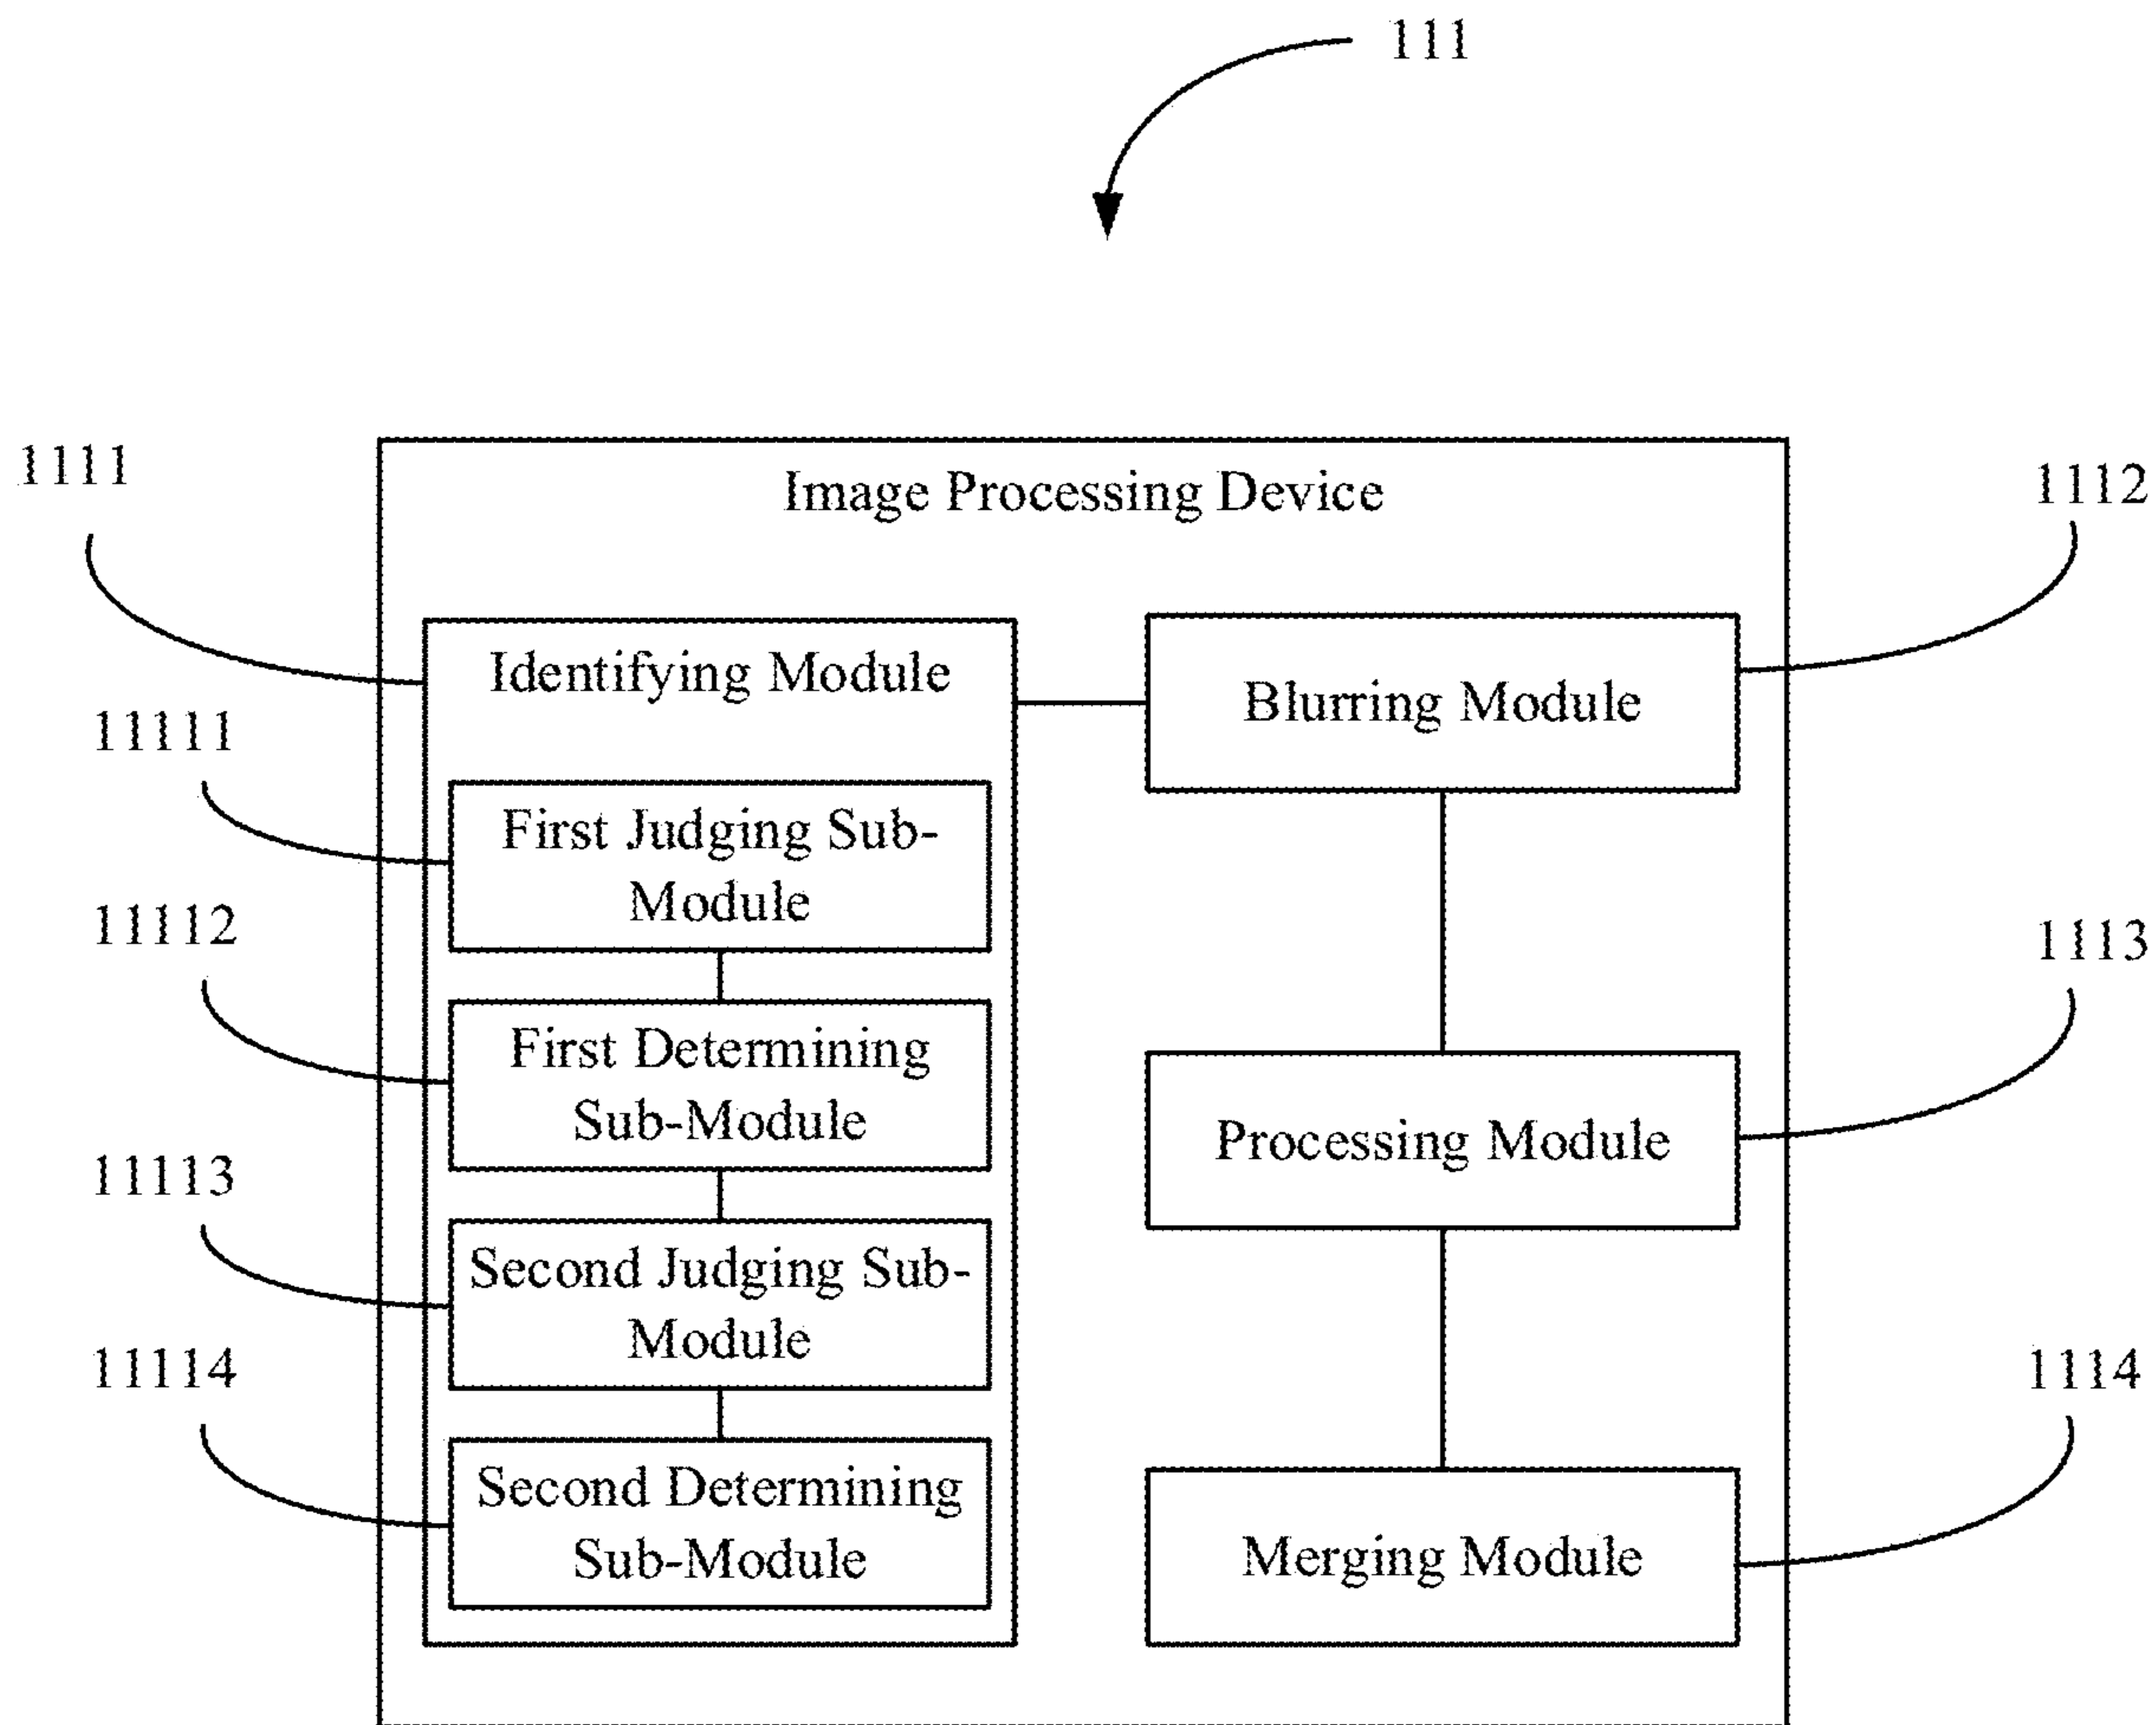 111
1111
Image Processing Device
1112
Identifying Module
Blurring Module
11111
First Judging Sub-
Module
11112
1113
First Determining
Sub-Module
Processing Module
11113
Second Judging Sub-
Module
11114
1114
Second Determining
Sub-Module
Merging Module